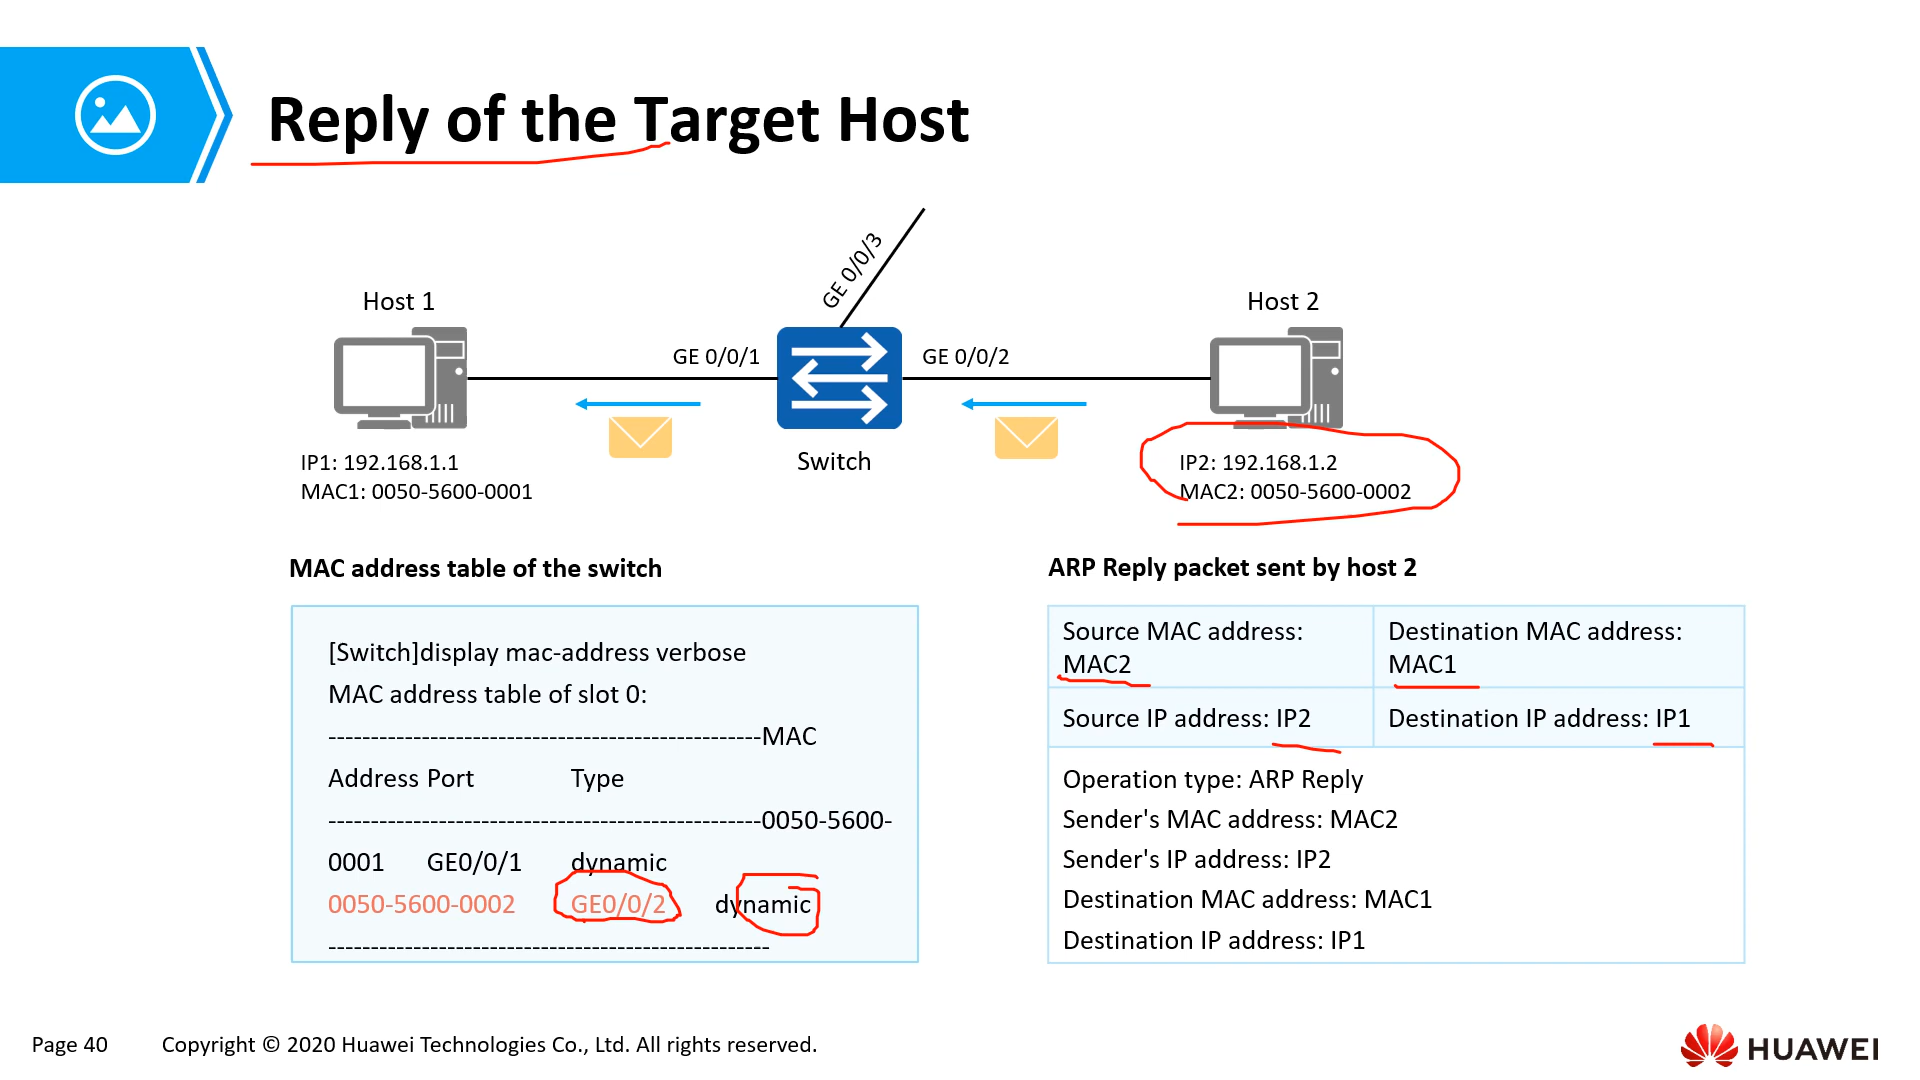 Reply of the Target Host
GE 0/0/3
Host 1
Host 2
GE 0/0/1
GE 0/0/2
IP1: 192.168.1.1
MAC1: 0050-5600-0001
Switch
IP2: 192.168.1.2
MAC2: 0050-5600-0002
MAC address table of the switch
[Switch]display mac-address verbose
MAC address table of slot 0:
---------------------------------------------------MAC
Address Port Type
---------------------------------------------------0050-5600-
0001 GE0/0/1 dynamic
0050-5600-0002 GE0/0/2 dynamic
----------------------------------------------------
ARP Reply packet sent by host 2
Source MAC address:
MAC2
Destination MAC address:
MAC1
Source IP address: IP2
Destination IP address: IP1
Operation type: ARP Reply
Sender's MAC address: MAC2
Sender's IP address: IP2
Destination MAC address: MAC1
Destination IP address: IP1
Page 40
Copyright © 2020 Huawei Technologies Co., Ltd. All rights reserved.
HUAWEI